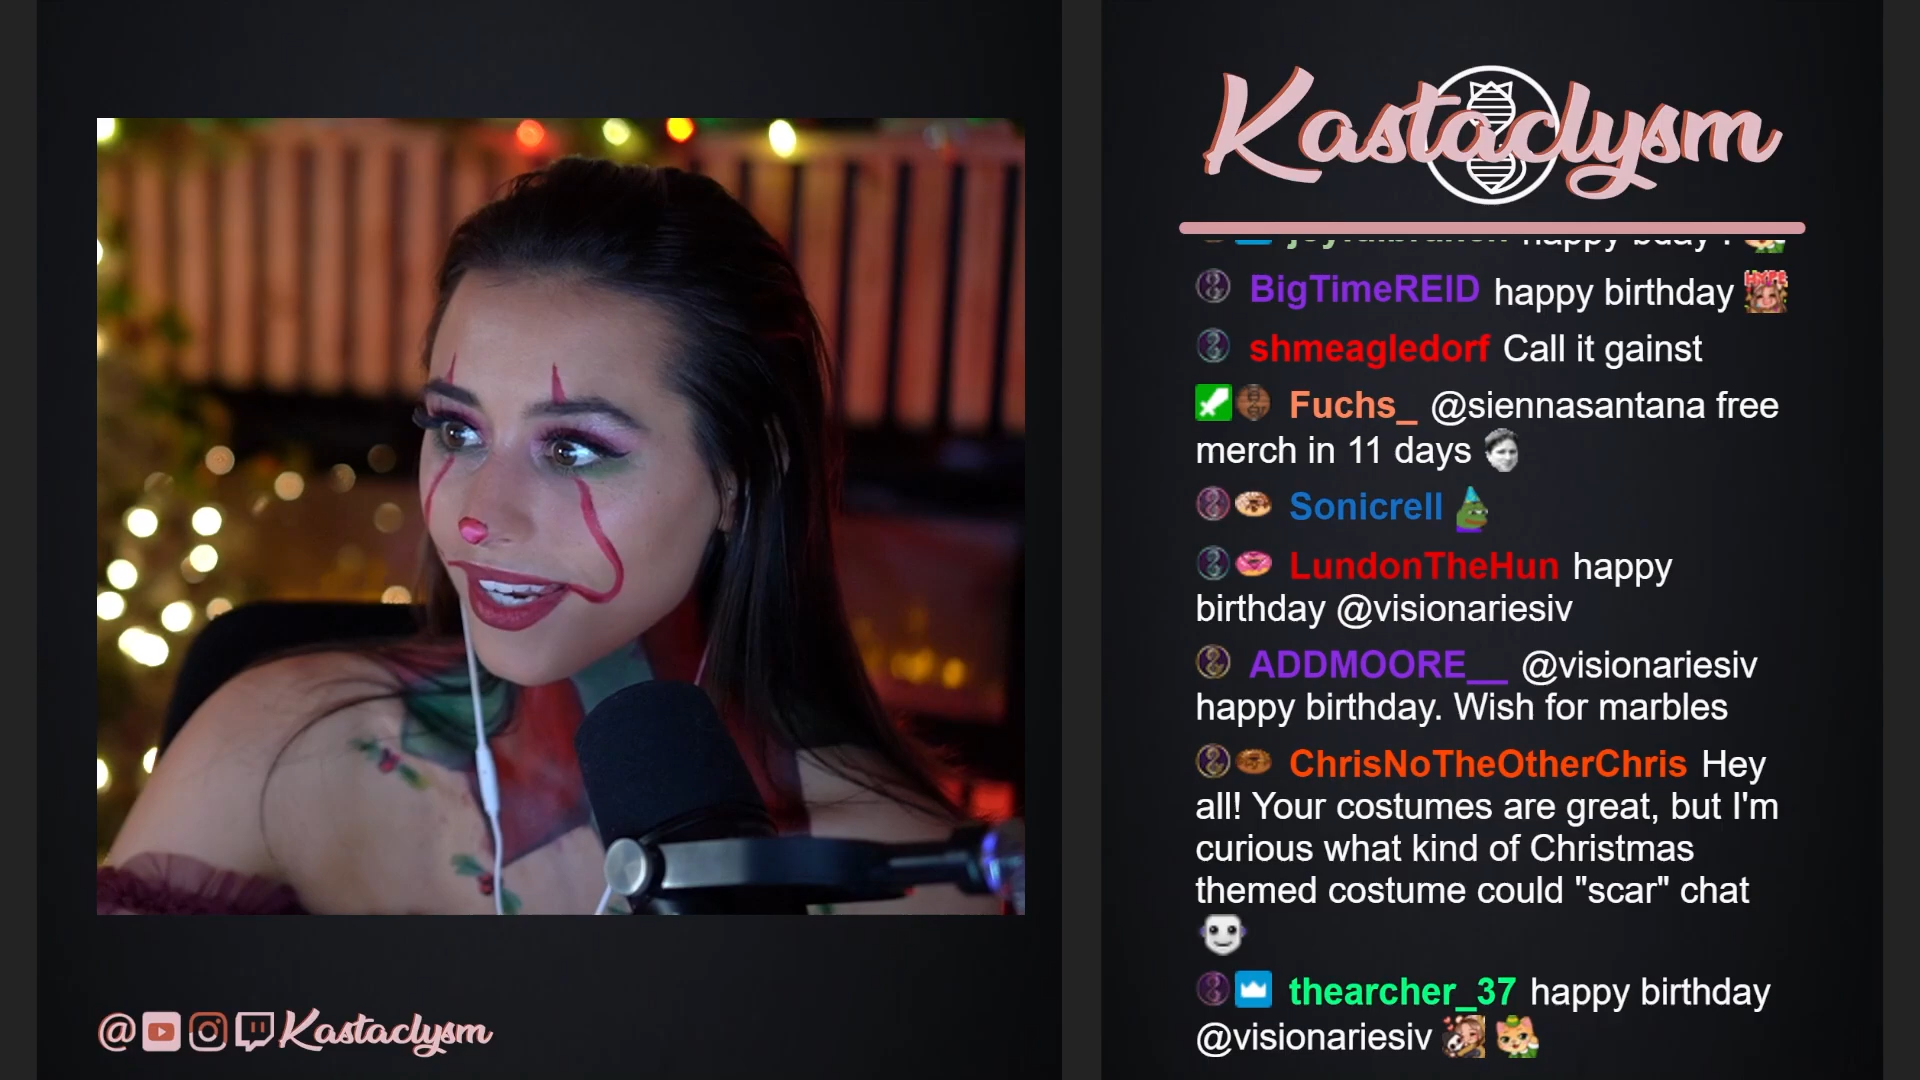 Kastaclysm
happy bday !
BigTimeREID happy birthday
shmeagledorf Call it gainst
Fuchs_ @siennasantana free
merch in 11 days
Sonicrell
LundonTheHun happy
birthday @visionariesiv
ADDMOORE__ @visionariesiv
happy birthday. Wish for marbles
ChrisNoTheOtherChris Hey
all! Your costumes are great, but I'm
curious what kind of Christmas
themed costume could "scar" chat
thearcher_37 happy birthday
@visionariesiv
@ Kastaclysm